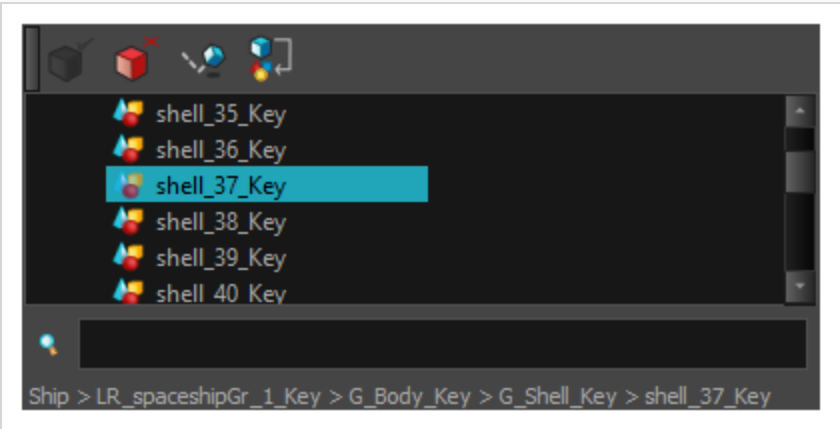 shell_35_Key
shell_36_Key
shell_37_Key
shell_38_Key
shell_39_Key
shell_40_Key
Ship > LR_spaceshipGr_1_Key > G_Body_Key > G_Shell_Key > shell_37_Key